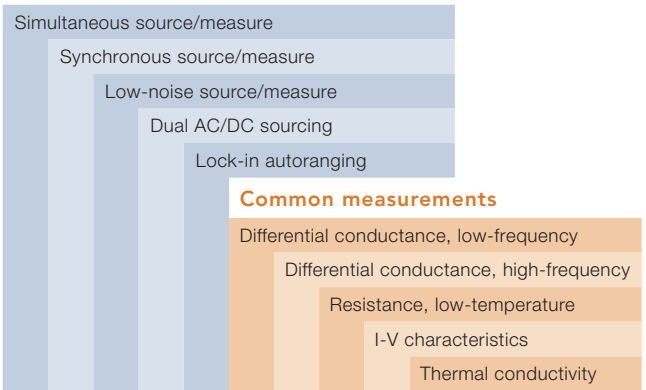 Simultaneous source/measure
Synchronous source/measure
Low-noise source/measure
Dual AC/DC sourcing
Lock-in autoranging
Common measurements
Differential conductance, low-frequency
Differential conductance, high-frequency
Resistance, low-temperature
I-V characteristics
Thermal conductivity